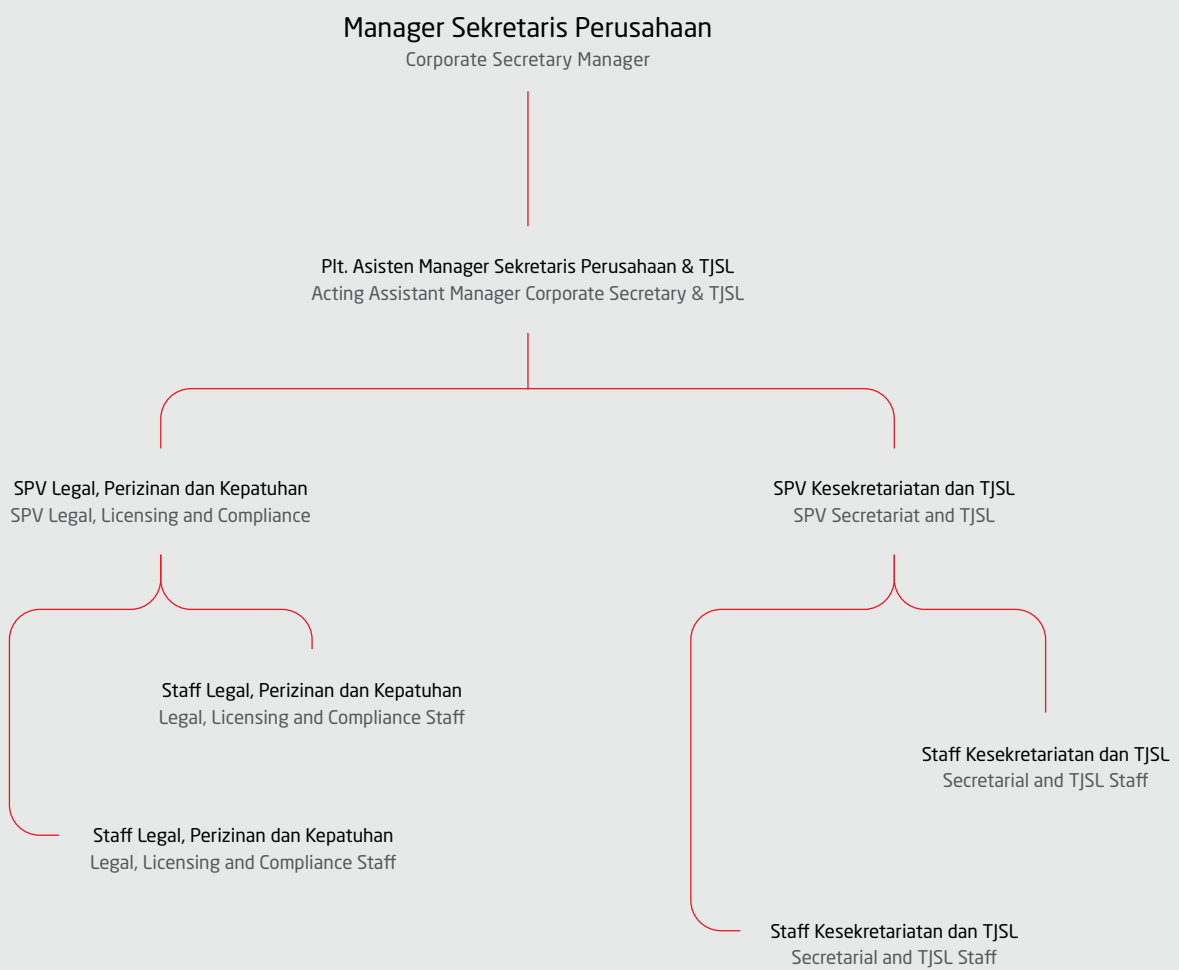 Manager Sekretaris Perusahaan
Corporate Secretary Manager
Plt. Asisten Manager Sekretaris Perusahaan & TJSL
Acting Assistant Manager Corporate Secretary & TJSL
SPV Legal, Perizinan dan Kepatuhan
SPV Legal, Licensing and Compliance
SPV Kesekretariatan dan TJSL
SPV Secretariat and TJSL
Staff Legal, Perizinan dan Kepatuhan
Legal, Licensing and Compliance Staff
Staff Kesekretariatan dan TJSL
Secretarial and TJSL Staff
Staff Legal, Perizinan dan Kepatuhan
Legal, Licensing and Compliance Staff
Staff Kesekretariatan dan TJSL
Secretarial and TJSL Staff